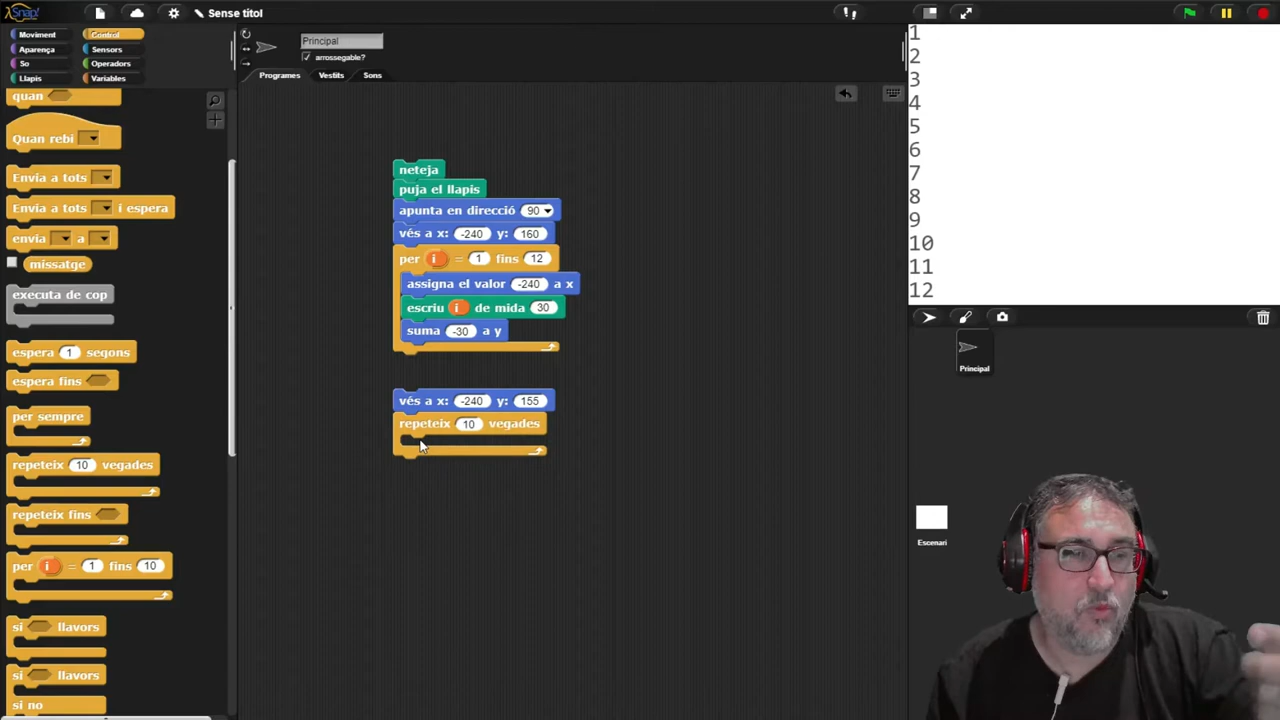 Snap!
Sense titol
Moviment
Control
Aparença
Sensors
So
Operadors
Llapis
Variables
Principal
arrossegable?
Programes
Vestits
Sons
quan
Quan rebi
Envia a tots
Envia a tots i espera
envia a
missatge
executa de cop
espera 1 segons
espera fins
per sempre
repeteix 10 vegades
repeteix fins
per i = 1 fins 10
si llavors
si llavors
si no
neteja
puja el llapis
apunta en direcció 90
vés a x: -240 y: 160
per i = 1 fins 12
assigna el valor -240 a x
escriu i de mida 30
suma -30 a y
vés a x: -240 y: 155
repeteix 10 vegades
1
2
3
4
5
6
7
8
9
10
11
12
Principal
Escenari